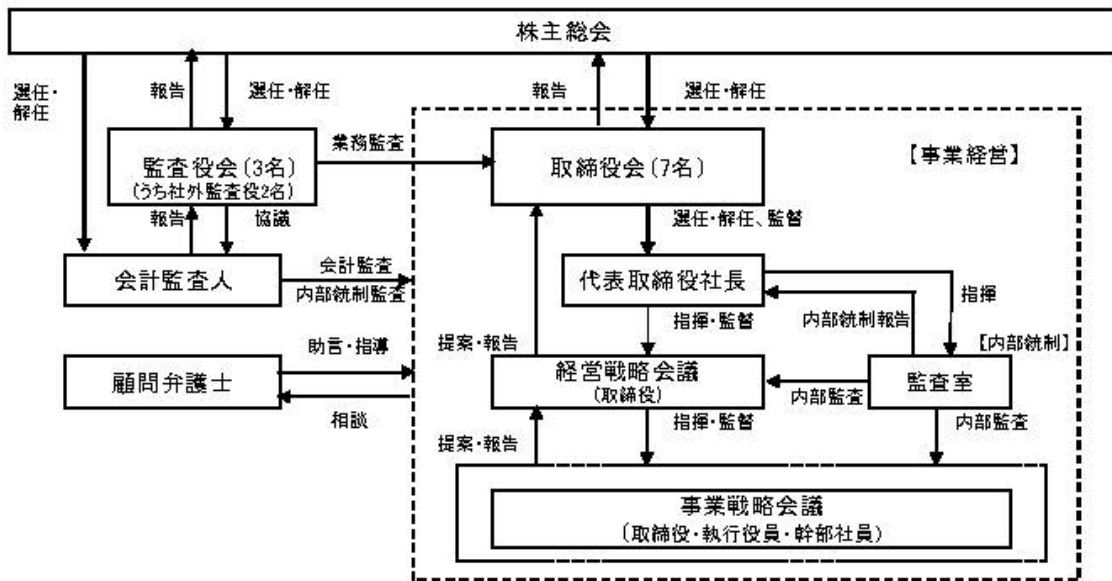 株主総会
選任・
解任
報告
選任・解任
報告
選任・解任
監査役会(3名)
(うち社外監査役2名)
業務監査
取締役会(7名)
【事業経営】
報告
協議
選任・解任、監督
会計監査人
会計監査
内部統制監査
代表取締役社長
指揮
指揮・監督
内部統制報告
提案・報告
[内部統制]
助言・指導
顧問弁護士
経営戦略会議
(取締役)
監査室
内部監査
相談
指揮・監督
内部監査
提案・報告
事業戦略会議
(取締役・執行役員・幹部社員)